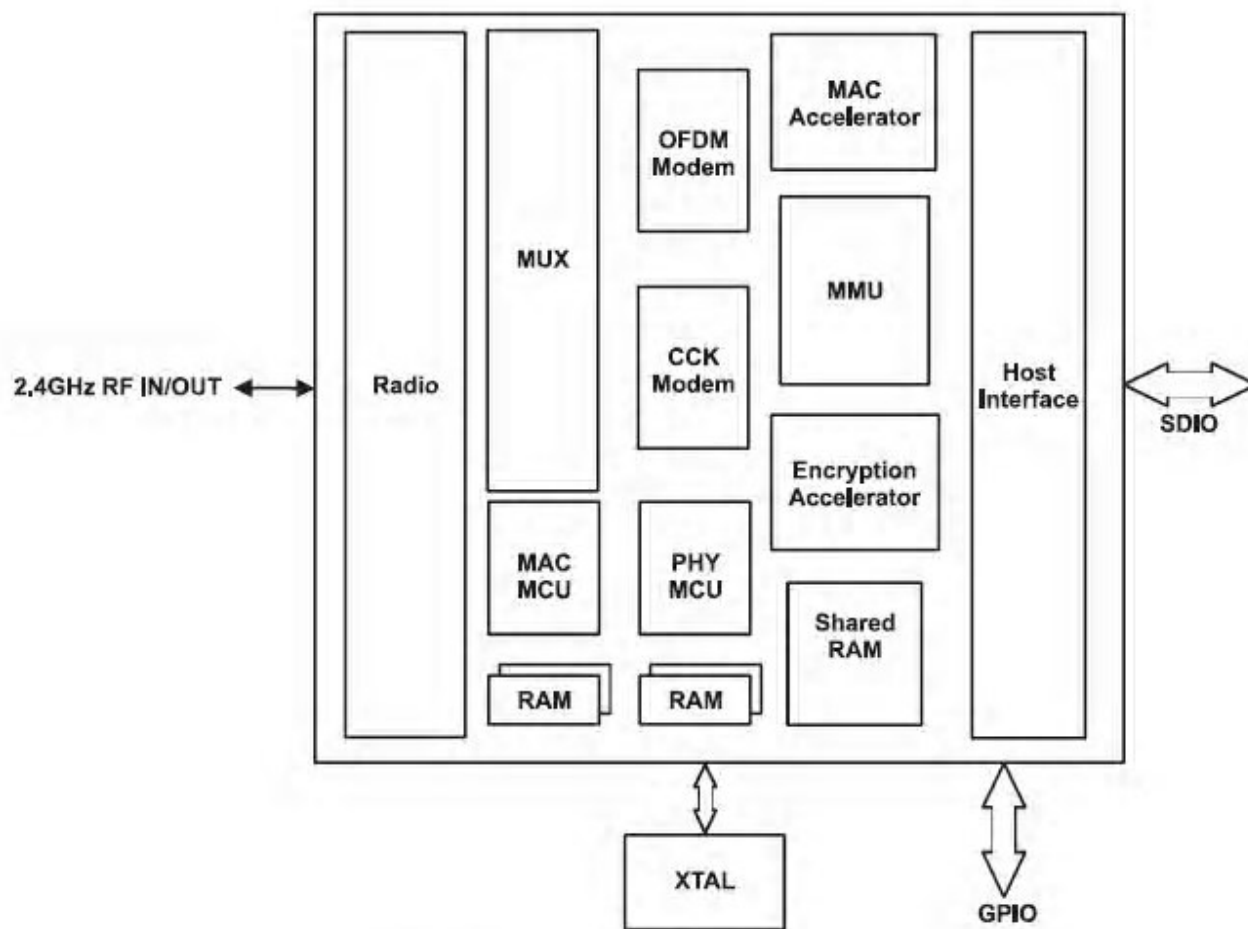 MAC
Accelerator
OFDM
Modem
MUX
MMU
CCK
Modem
2.4GHz RF IN/OUT
Radio
Host
Interface
SDIO
Encryption
Accelerator
MAC
MCU
PHY
MCU
Shared
RAM
RAM
RAM
XTAL
GPIO